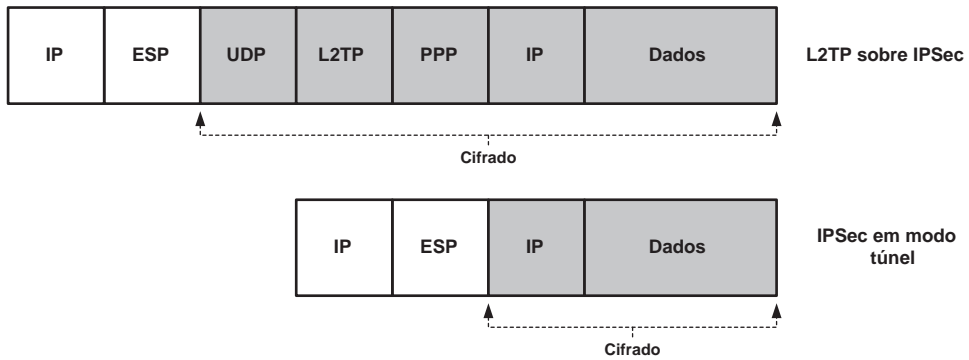 IP ESP UDP L2TP PPP IP Dados L2TP sobre IPSec
Cifrado
IP ESP IP Dados IPSec em modo
túnel
Cifrado